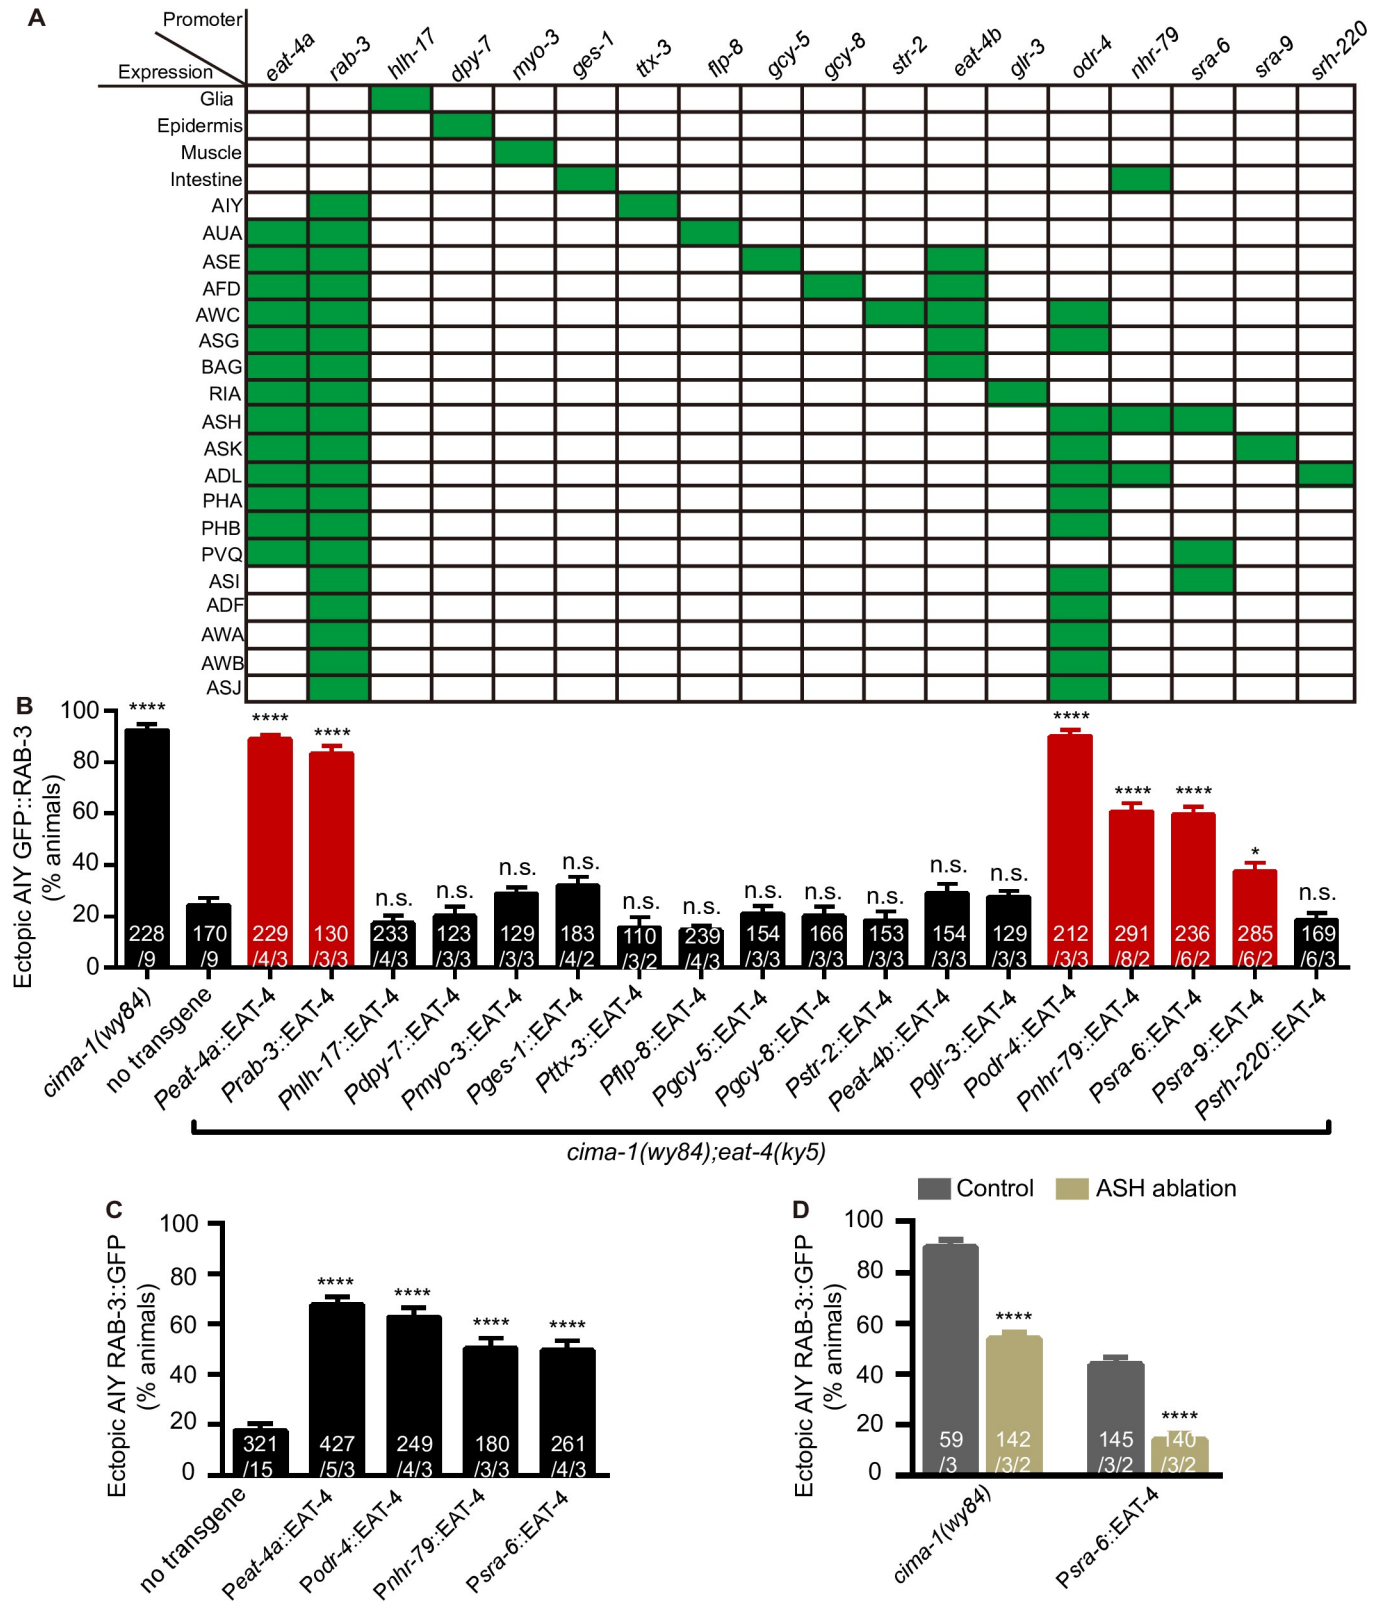 A
Promoter
Expression
eat-4a
rab-3
hlh-17
dpy-7
myo-3
ges-1
ttx-3
flp-8
gcy-5
gcy-8
str-2
eat-4b
glr-3
odr-4
nhr-79
sra-6
sra-9
srh-220
Glia
Epidermis
Muscle
Intestine
AIY
AUA
ASE
AFD
AWC
ASG
BAG
RIA
ASH
ASK
ADL
PHA
PHB
PVQ
ASI
ADF
AWA
AWB
ASJ
B
Ectopic AIY GFP::RAB-3
(% animals)
100
80
60
40
20
0
****
****
****
n.s.
n.s.
n.s.
n.s.
n.s.
n.s.
n.s.
n.s.
n.s.
n.s.
n.s.
****
****
****
*
n.s.
228
/9
170
/9
229
/4/3
130
/3/3
233
/4/3
123
/3/3
129
/3/3
183
/4/2
110
/3/2
239
/4/3
154
/3/3
166
/3/3
153
/3/3
154
/3/3
129
/3/3
212
/3/3
291
/8/2
236
/6/2
285
/6/2
169
/6/3
cima-1(wy84)
no transgene
Peat-4a::EAT-4
Prab-3::EAT-4
Phlh-17::EAT-4
Pdpy-7::EAT-4
Pmyo-3::EAT-4
Pges-1::EAT-4
Pttx-3::EAT-4
Pflp-8::EAT-4
Pgcy-5::EAT-4
Pgcy-8::EAT-4
Pstr-2::EAT-4
Peat-4b::EAT-4
Pglr-3::EAT-4
Podr-4::EAT-4
Pnhr-79::EAT-4
Psra-6::EAT-4
Psra-9::EAT-4
Psrh-220::EAT-4
cima-1(wy84);eat-4(ky5)
C
Ectopic AIY RAB-3::GFP
(% animals)
100
80
60
40
20
0
****
****
****
****
321
/15
427
/5/3
249
/4/3
180
/3/3
261
/4/3
no transgene
Peat-4a::EAT-4
Podr-4::EAT-4
Pnhr-79::EAT-4
Psra-6::EAT-4
D
Control
ASH ablation
Ectopic AIY RAB-3::GFP
(% animals)
100
80
60
40
20
0
****
****
59
/3
142
/3/2
145
/3/2
140
/3/2
cima-1(wy84)
Psra-6::EAT-4